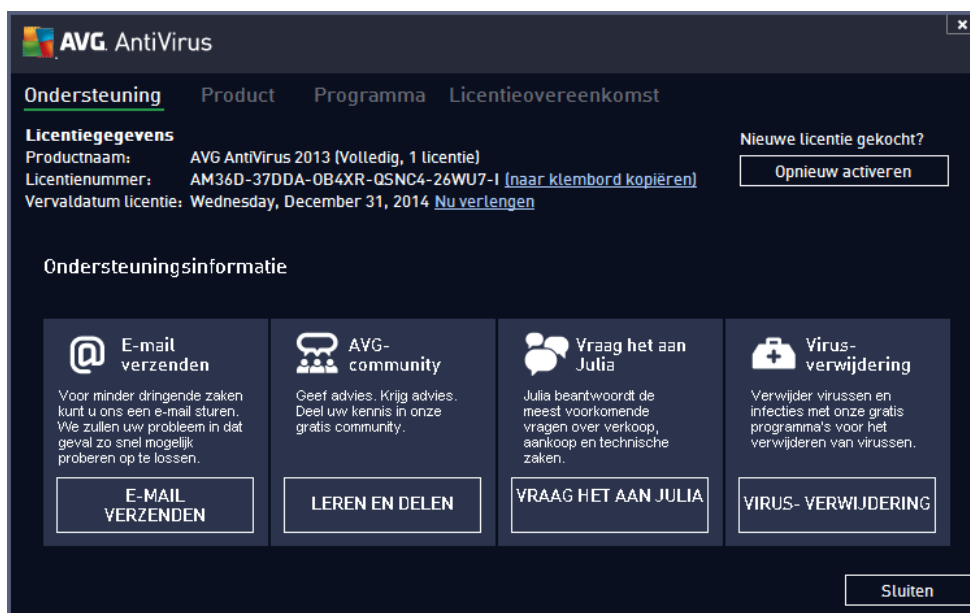 AVG. AntiVirus
x
Ondersteuning Product Programma Licentieovereenkomst
Licentiegegevens
Productnaam: AVG AntiVirus 2013 (Volledig, 1 licentie)
Licentienummer: AM36D-37DDA-OB4XR-QSNC4-26WU7-I (naar klembord kopiëren)
Vervaldatum licentie: Wednesday, December 31, 2014 Nu verlengen
Nieuwe licentie gekocht?
Opnieuw activeren
Ondersteuningsinformatie
E-mail
verzenden
Voor minder dringende zaken
kunt u ons een e-mail sturen.
We zullen uw probleem in dat
geval zo snel mogelijk
proberen op te lossen.
E-MAIL
VERZENDEN
AVG-
community
Geef advies. Krijg advies.
Deel uw kennis in onze
gratis community.
LEREN EN DELEN
Vraag het aan
Julia
Julia beantwoordt de
meest voorkomende
vragen over verkoop,
aankoop en technische
zaken.
VRAAG HET AAN JULIA
Virus-
verwijdering
Verwijder virussen en
infecties met onze gratis
programma's voor het
verwijderen van virussen.
VIRUS- VERWIJDERING
Sluiten